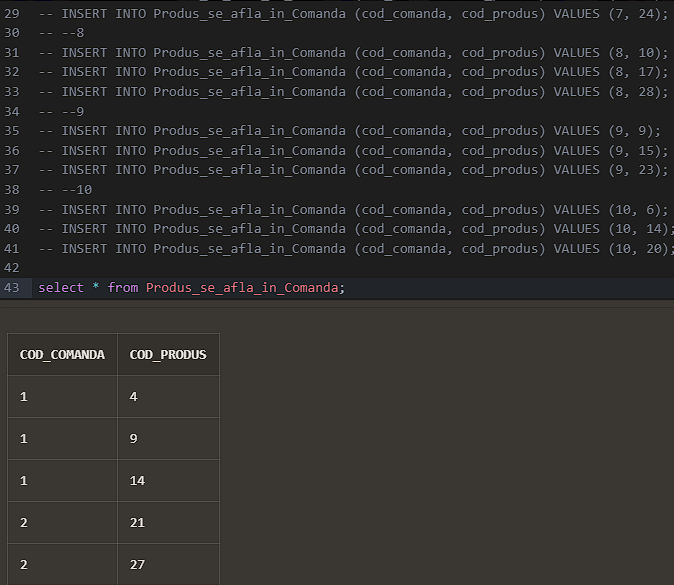 29 -- INSERT INTO Produs_se_afla_in_Comanda (cod_comanda, cod_produs) VALUES (7, 24);
30 -- --8
31 -- INSERT INTO Produs_se_afla_in_Comanda (cod_comanda, cod_produs) VALUES (8, 10);
32 -- INSERT INTO Produs_se_afla_in_Comanda (cod_comanda, cod_produs) VALUES (8, 17);
33 -- INSERT INTO Produs_se_afla_in_Comanda (cod_comanda, cod_produs) VALUES (8, 28);
34 -- --9
35 -- INSERT INTO Produs_se_afla_in_Comanda (cod_comanda, cod_produs) VALUES (9, 9);
36 -- INSERT INTO Produs_se_afla_in_Comanda (cod_comanda, cod_produs) VALUES (9, 15);
37 -- INSERT INTO Produs_se_afla_in_Comanda (cod_comanda, cod_produs) VALUES (9, 23);
38 -- --10
39 -- INSERT INTO Produs_se_afla_in_Comanda (cod_comanda, cod_produs) VALUES (10, 6);
40 -- INSERT INTO Produs_se_afla_in_Comanda (cod_comanda, cod_produs) VALUES (10, 14);
41 -- INSERT INTO Produs_se_afla_in_Comanda (cod_comanda, cod_produs) VALUES (10, 20);
42
43 select * from Produs_se_afla_in_Comanda;
COD_COMANDA COD_PRODUS
1 4
1 9
1 14
2 21
2 27